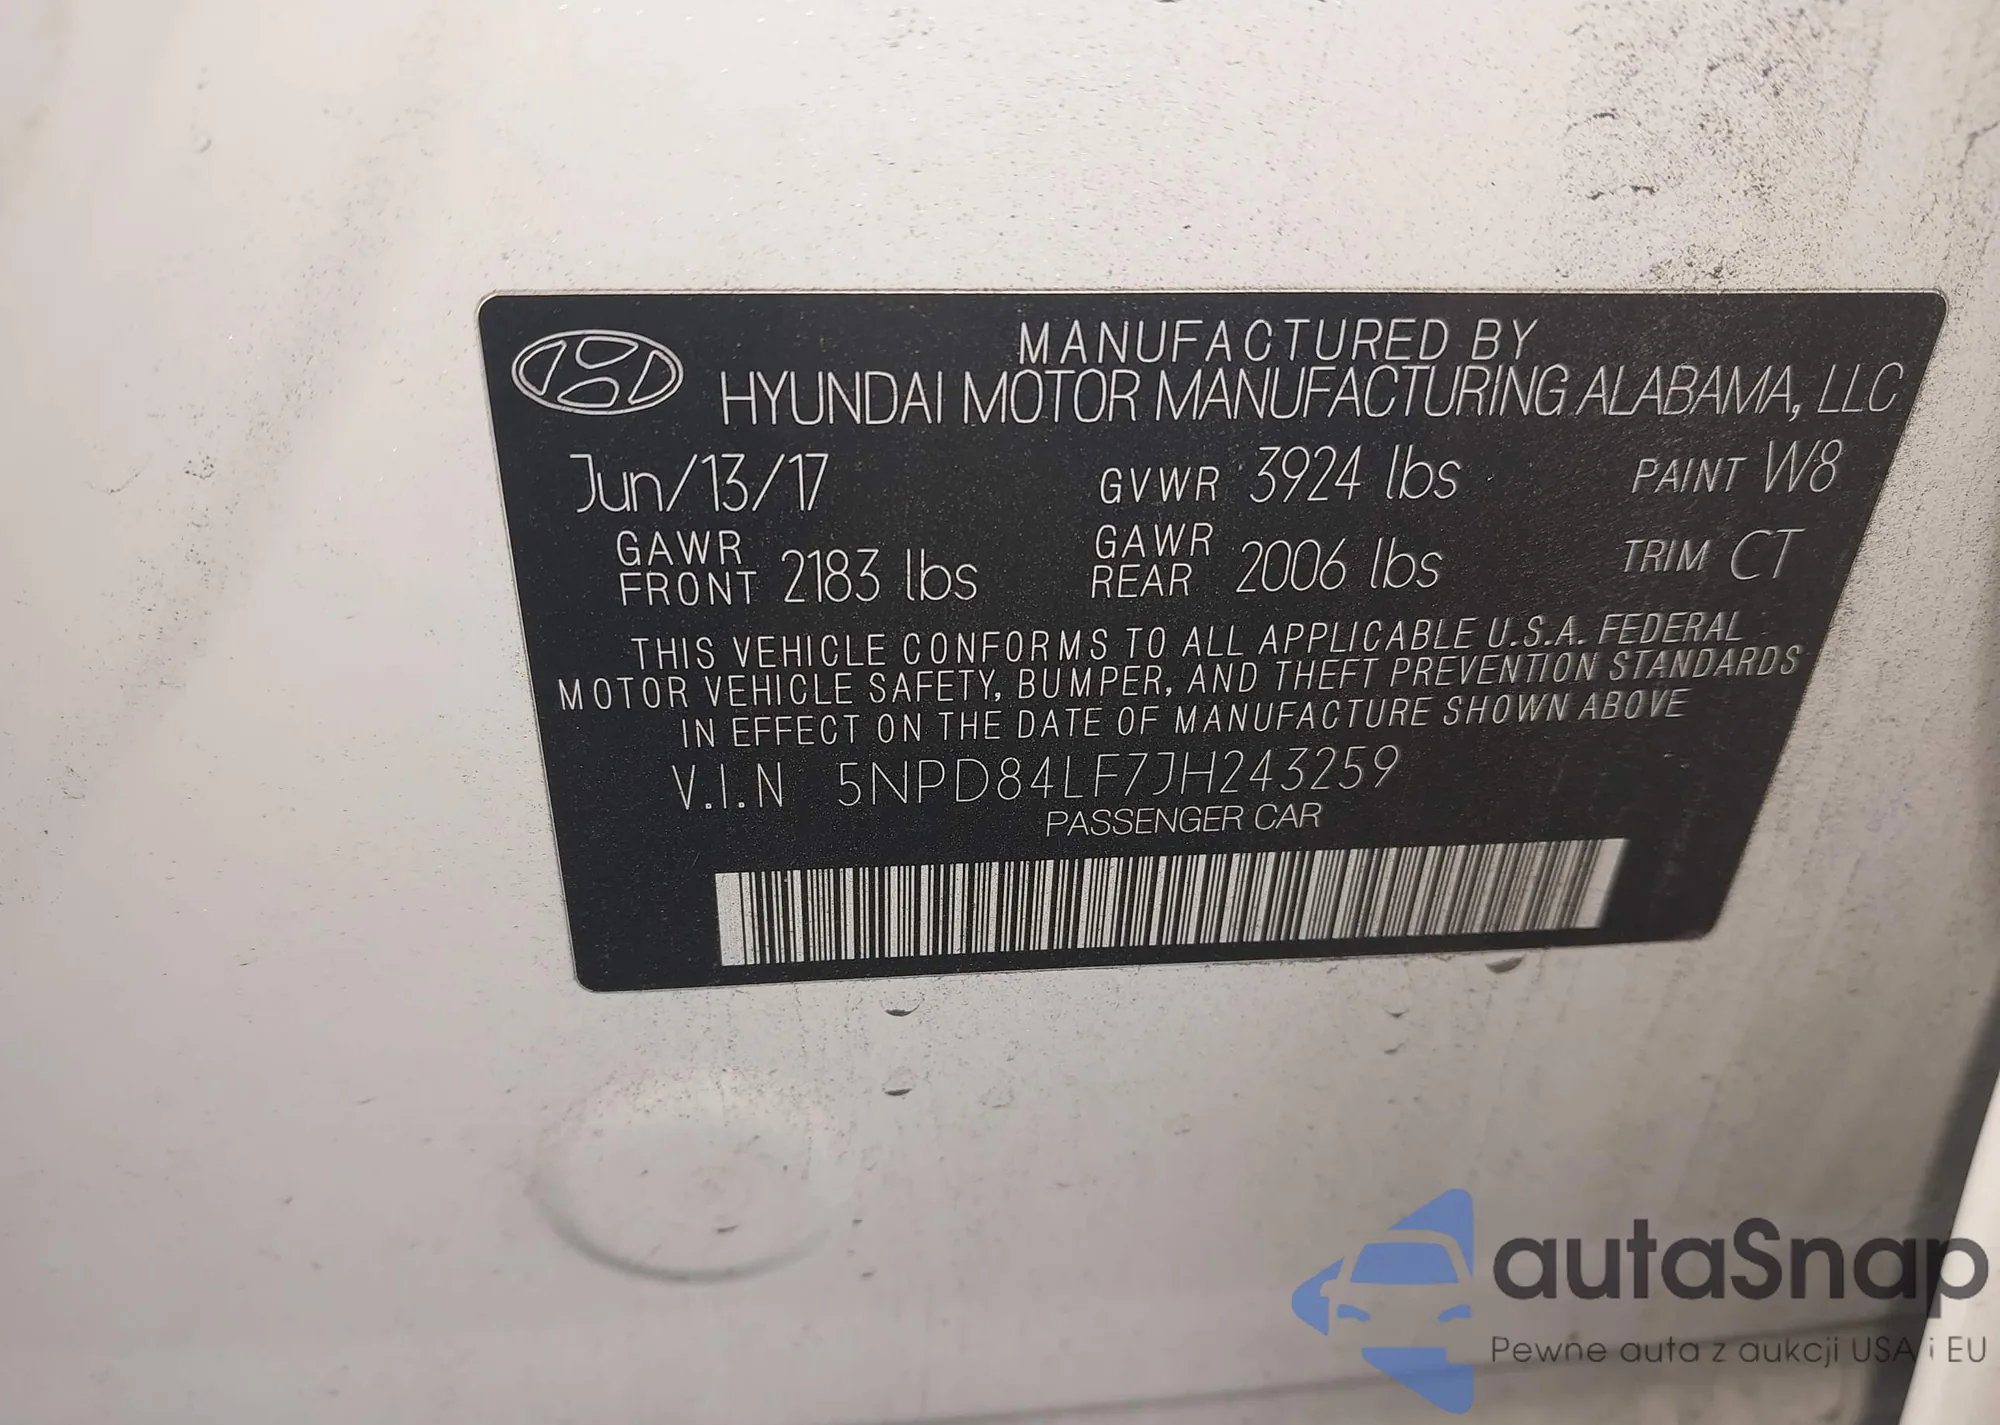 MANUFACTURED BY
HYUNDAI MOTOR MANUFACTURING ALABAMA, LLC
Jun/13/17 GVWR 3924 lbs PAINT W8
GAWR FRONT 2183 lbs GAWR REAR 2006 lbs TRIM CT
THIS VEHICLE CONFORMS TO ALL APPLICABLE U.S.A. FEDERAL
MOTOR VEHICLE SAFETY, BUMPER, AND THEFT PREVENTION STANDARDS
IN EFFECT ON THE DATE OF MANUFACTURE SHOWN ABOVE
V.I.N 5NPD84LF7JH243259
PASSENGER CAR
autaSnap
Pewne auta z aukcji USA i EU